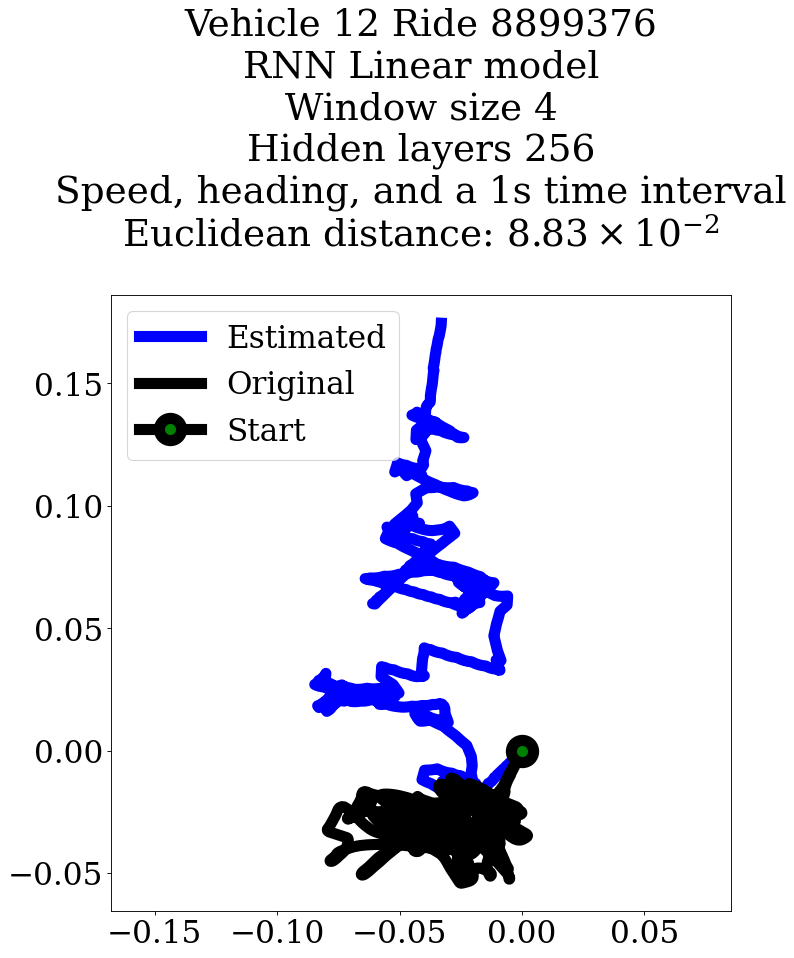 Vehicle 12 Ride 8899376
RNN Linear model
Window size 4
Hidden layers 256
Speed, heading, and a 1s time interval
Euclidean distance: 8.83 × 10⁻²
Estimated
Original
Start
0.15
0.10
0.05
0.00
−0.05
−0.15 −0.10 −0.05 0.00 0.05